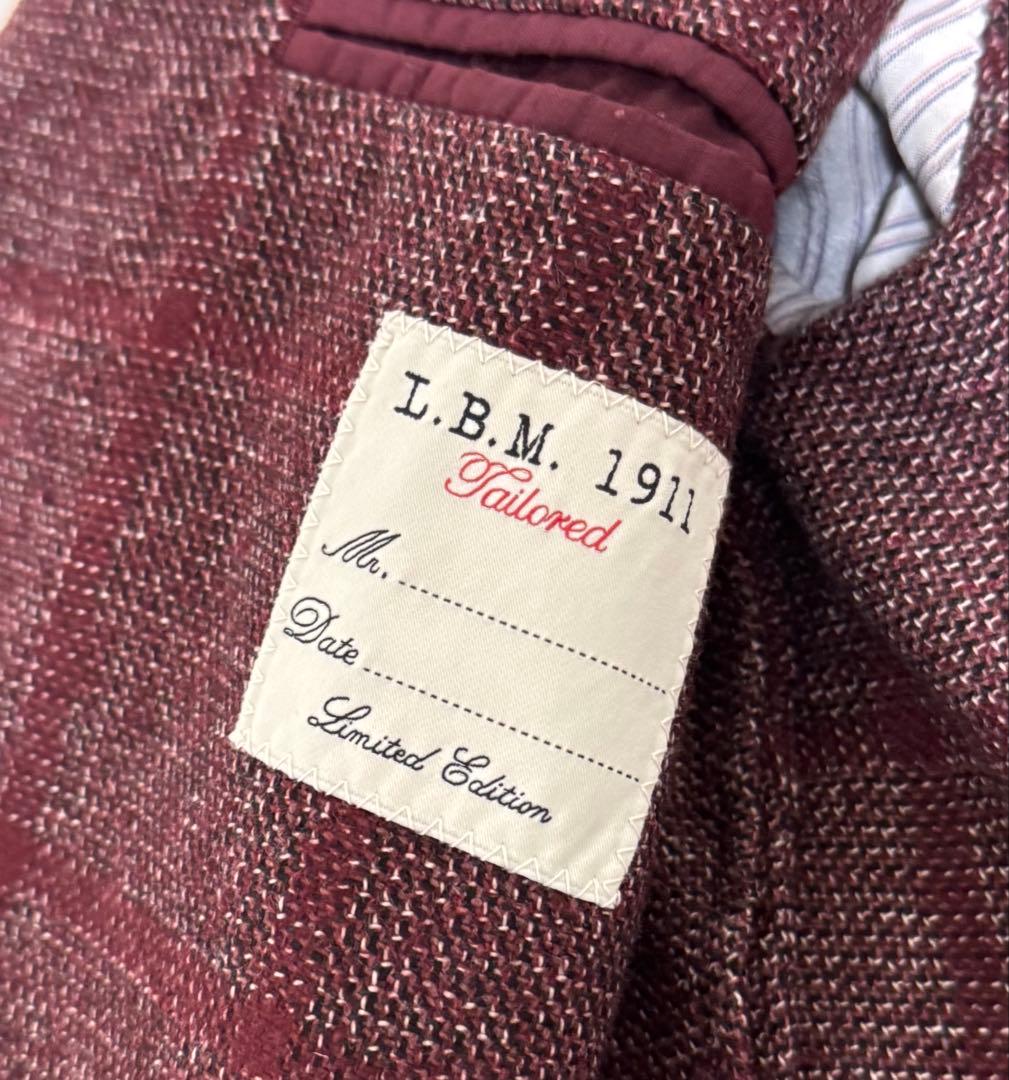 L.B.M. 1911
Tailored
Mr.
Date
Limited Edition